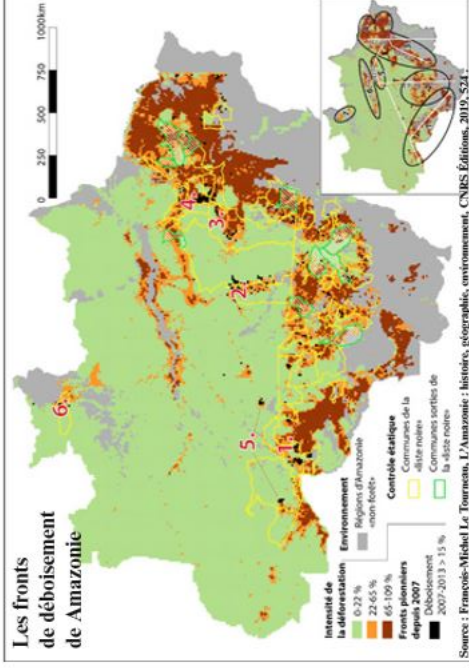 Les fronts
de déboisement
de Amazonie
0
250
500
750
1000 km
1.
2.
3.
4.
5.
6.
Intensité de
la déforestation
0-22 %
22-65 %
65-109 %
Fronts pionniers
depuis 2007
Déboisement
2007-2013 > 15 %
Environnement
Régions d'Amazonie
«non-forêt»
Contrôle étatique
Communes de la
«liste noire»
Communes sorties de
la «liste noire»
Source : François-Michel Le Tourneau, L'Amazonie : histoire, géographie, environnement, CNRS Éditions, 2019, 524 ;